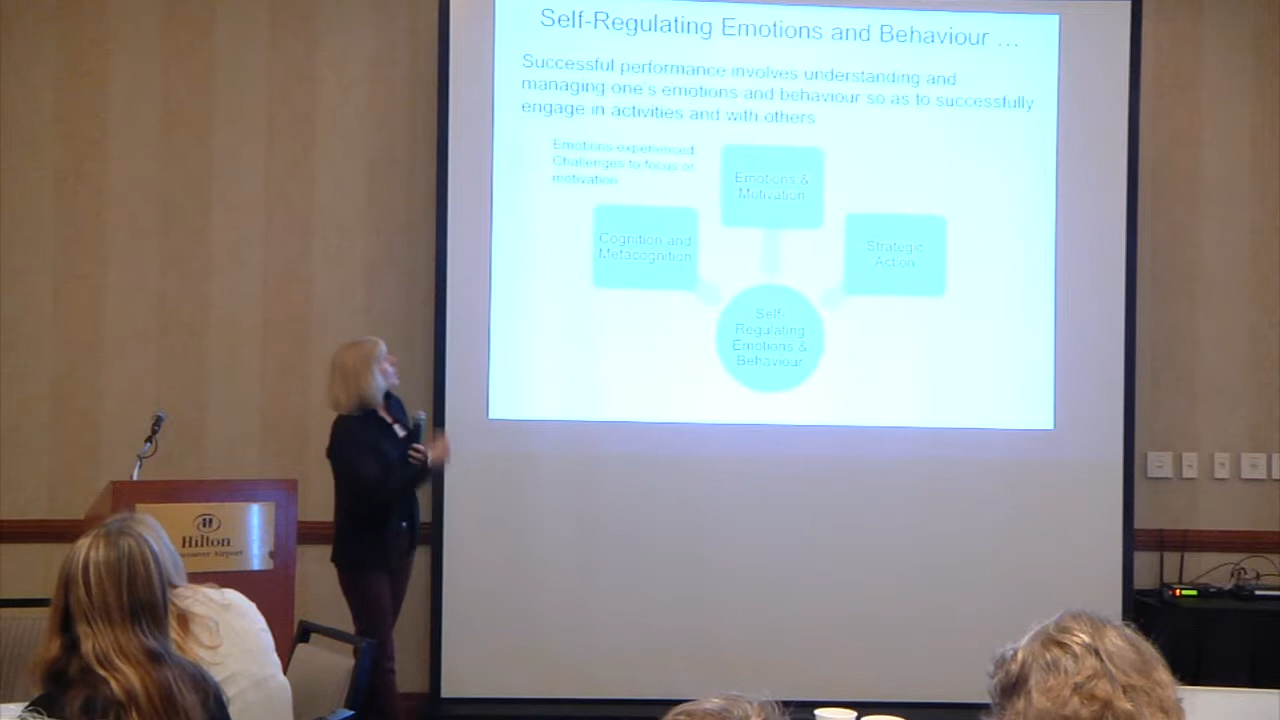 Self-Regulating Emotions and Behaviour ...
Successful performance involves understanding and
managing one's emotions and behaviour so as to successfully
engage in activities and with others
Emotions experienced
Challenges to focus or
motivation
Emotions &
Motivation
Cognition and
Metacognition
Strategic
Action
Self-
Regulating
Emotions &
Behaviour
H
Hilton
Airport